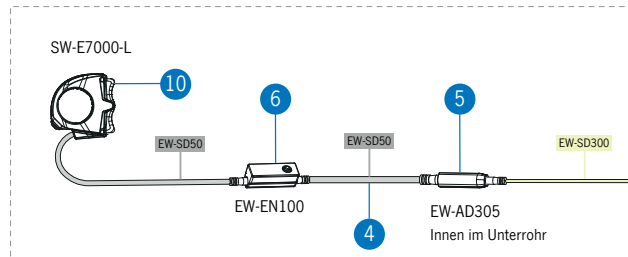 SW-E7000-L
10
6
5
EW-SD50
EW-SD50
EW-SD300
EW-EN100
4
EW-AD305
Innen im Unterrohr